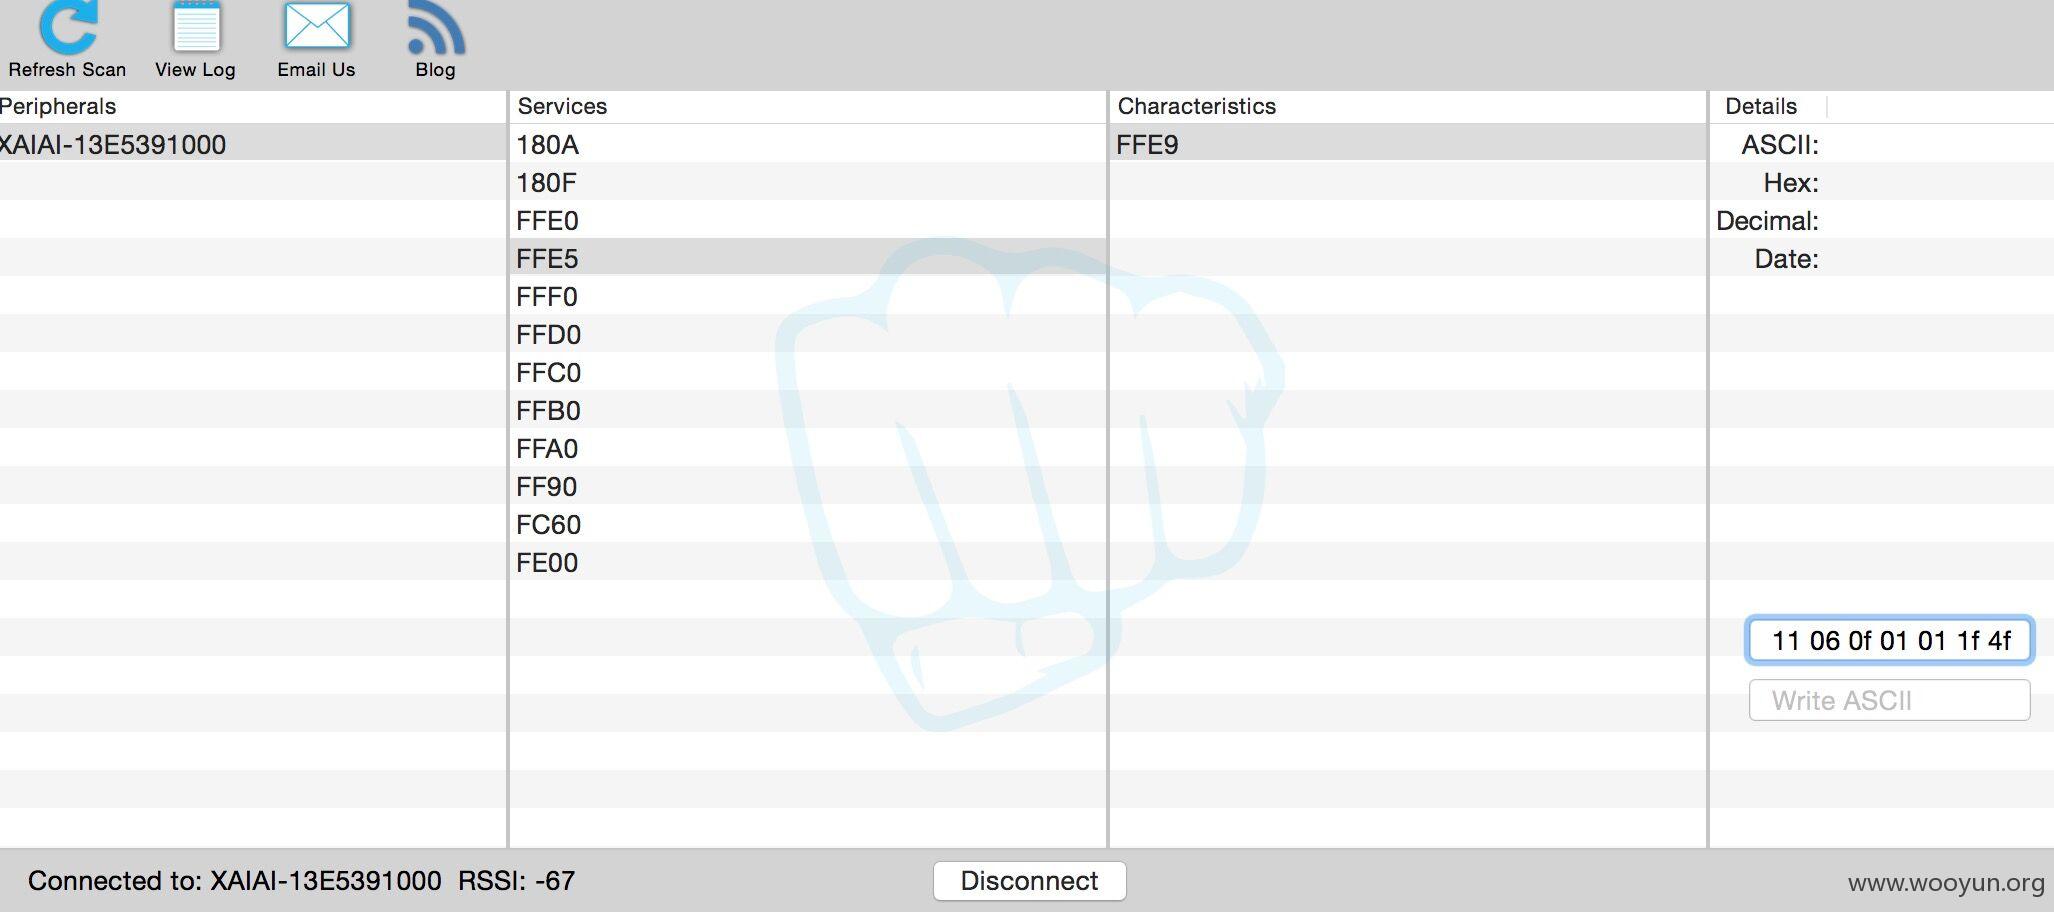 Refresh Scan View Log Email Us Blog
Peripherals Services Characteristics Details
XAIAI-13E5391000 180A FFE9 ASCII:
180F Hex:
FFE0 Decimal:
FFE5 Date:
FFF0
FFD0
FFC0
FFB0
FFA0
FF90
FC60
FE00
11 06 0f 01 01 1f 4f
Write ASCII
Connected to: XAIAI-13E5391000 RSSI: -67 Disconnect www.wooyun.org